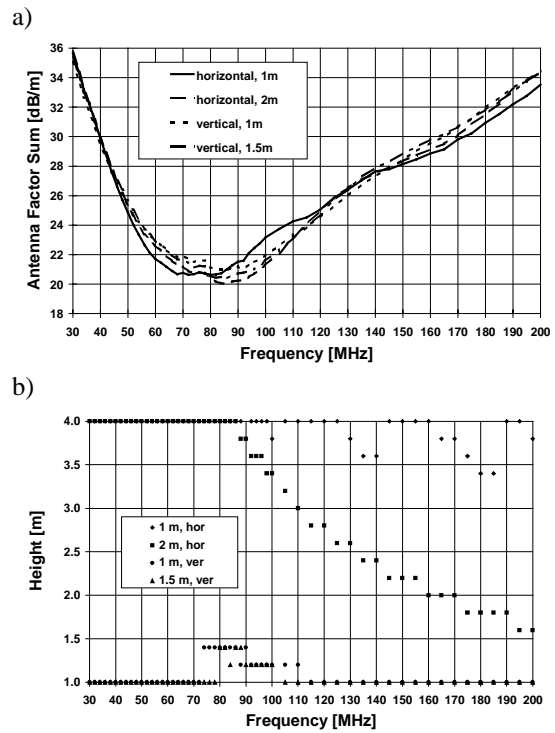 a)
Antenna Factor Sum [dB/m]
36
34
32
30
28
26
24
22
20
18
horizontal, 1m
horizontal, 2m
vertical, 1m
vertical, 1.5m
30 40 50 60 70 80 90 100 110 120 130 140 150 160 170 180 190 200
Frequency [MHz]
b)
Height [m]
4.0
3.5
3.0
2.5
2.0
1.5
1.0
1 m, hor
2 m, hor
1 m, ver
1.5 m, ver
30 40 50 60 70 80 90 100 110 120 130 140 150 160 170 180 190 200
Frequency [MHz]